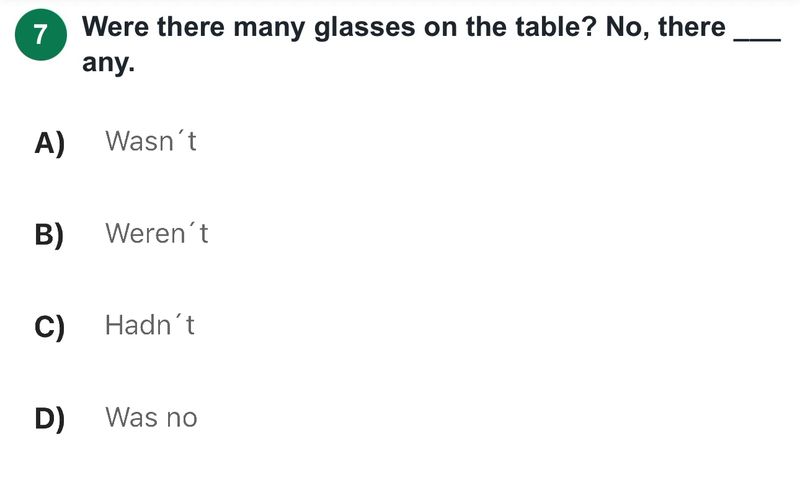 7 Were there many glasses on the table? No, there ___
any.
A) Wasn´t
B) Weren´t
C) Hadn´t
D) Was no